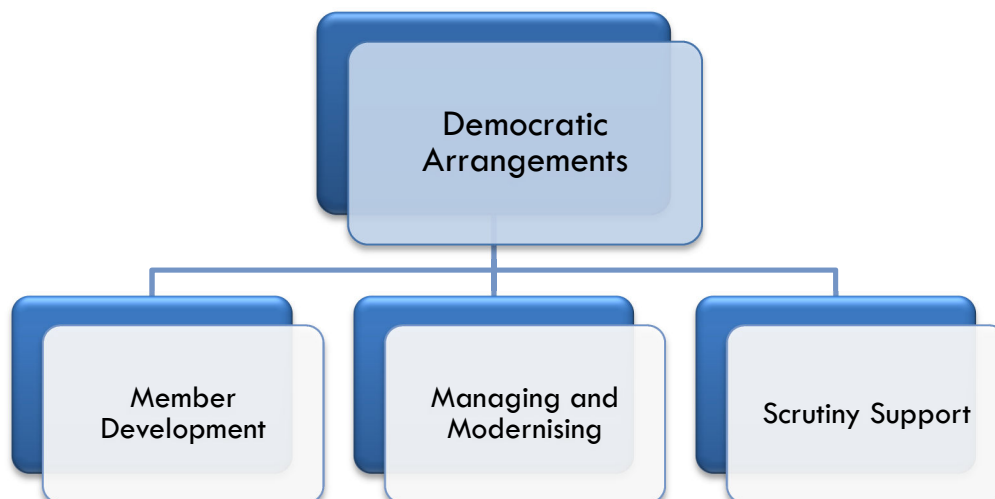 Democratic
Arrangements
Member
Development
Managing and
Modernising
Scrutiny Support